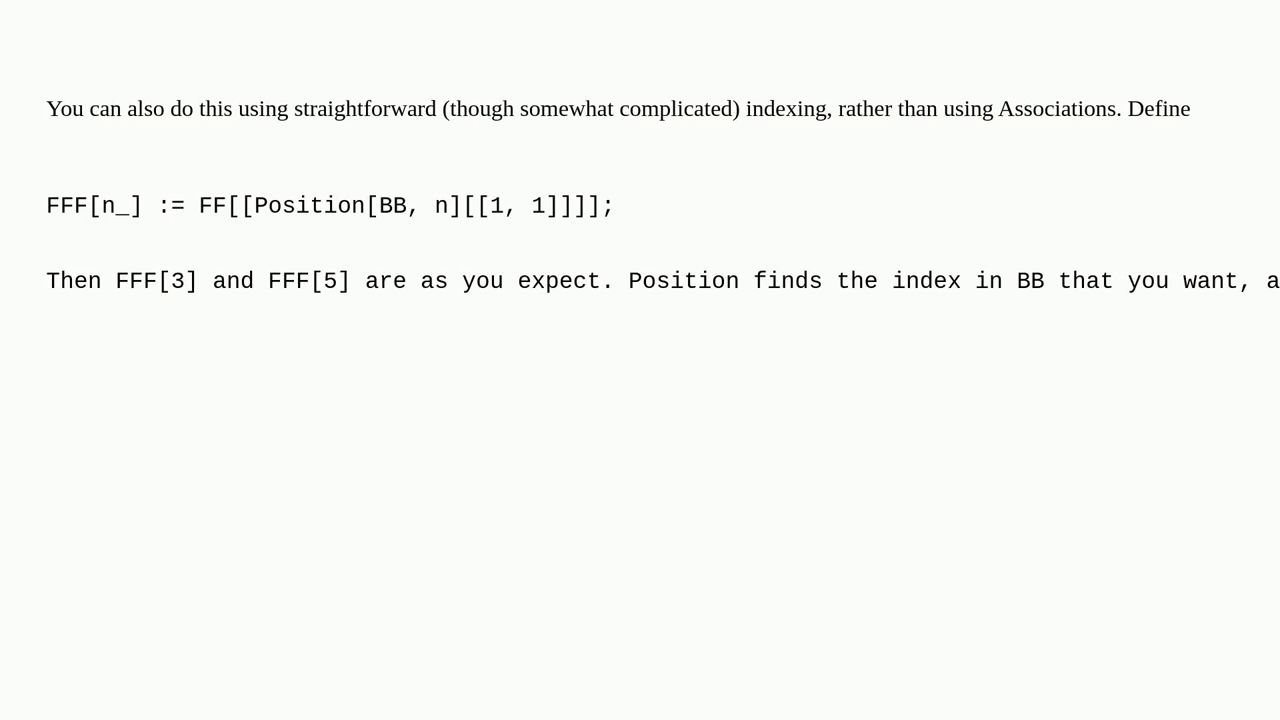 You can also do this using straightforward (though somewhat complicated) indexing, rather than using Associations. Define
FFF[n_] := FF[[Position[BB, n][[1, 1]]]];
Then FFF[3] and FFF[5] are as you expect. Position finds the index in BB that you want, a